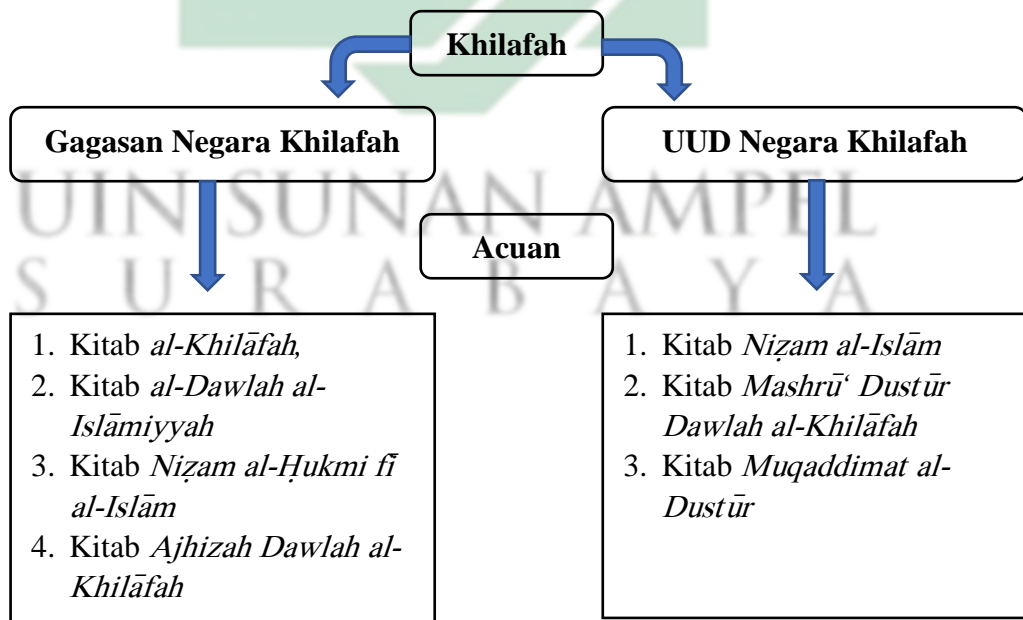 Khilafah
Gagasan Negara Khilafah
UUD Negara Khilafah
UIN SUNAN AMPEL
Acuan
S U R A B A Y A
1. Kitab al-Khilāfah,
2. Kitab al-Dawlah al-
Islāmiyyah
3. Kitab Niẓam al-Ḥukmi fī
al-Islām
4. Kitab Ajhizah Dawlah al-
Khilāfah
1. Kitab Niẓam al-Islām
2. Kitab Mashrū‘ Dustūr
Dawlah al-Khilāfah
3. Kitab Muqaddimat al-
Dustūr